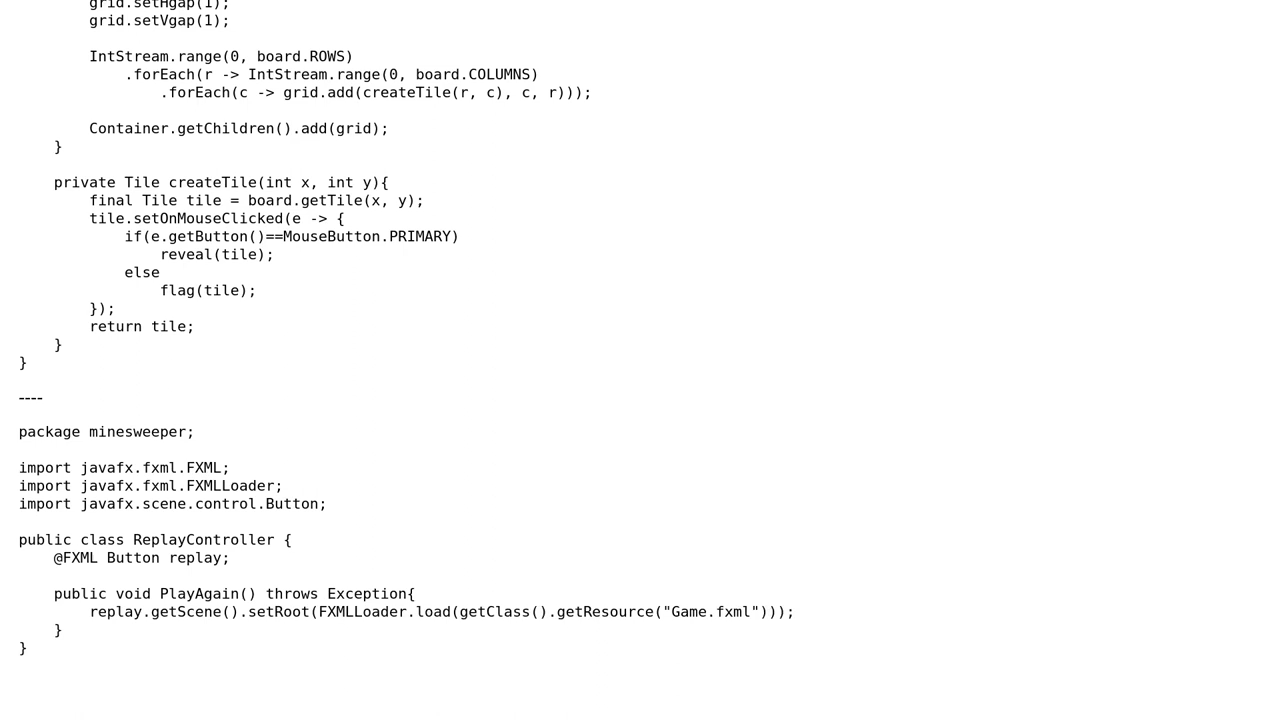 grid.setHgap(1);
grid.setVgap(1);
IntStream.range(0, board.ROWS)
.forEach(r -> IntStream.range(0, board.COLUMNS)
.forEach(c -> grid.add(createTile(r, c), c, r)));
Container.getChildren().add(grid);
}
private Tile createTile(int x, int y){
final Tile tile = board.getTile(x, y);
tile.setOnMouseClicked(e -> {
if(e.getButton()==MouseButton.PRIMARY)
reveal(tile);
else
flag(tile);
});
return tile;
}
}
----
package minesweeper;
import javafx.fxml.FXML;
import javafx.fxml.FXMLLoader;
import javafx.scene.control.Button;
public class ReplayController {
@FXML Button replay;
public void PlayAgain() throws Exception{
replay.getScene().setRoot(FXMLLoader.load(getClass().getResource("Game.fxml")));
}
}